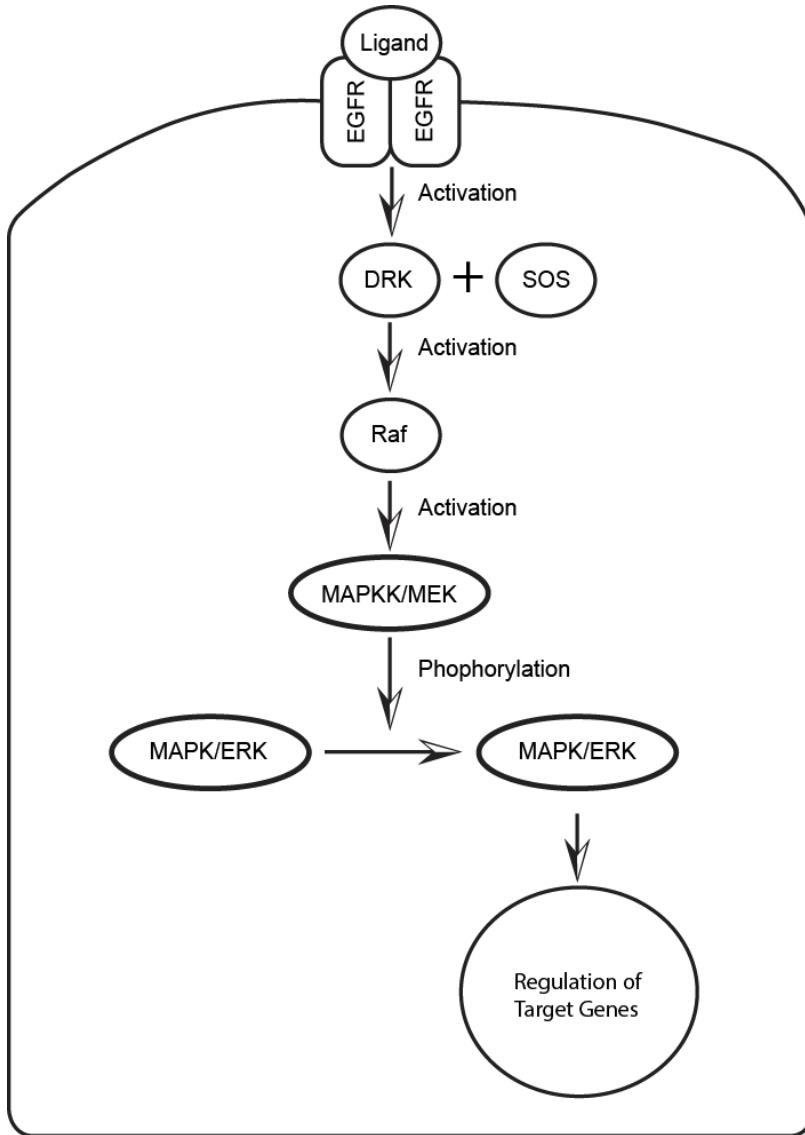 Ligand
EGFR
EGFR
Activation
DRK
+
SOS
Activation
Raf
Activation
MAPKK/MEK
Phophorylation
MAPK/ERK
MAPK/ERK
Regulation of
Target Genes